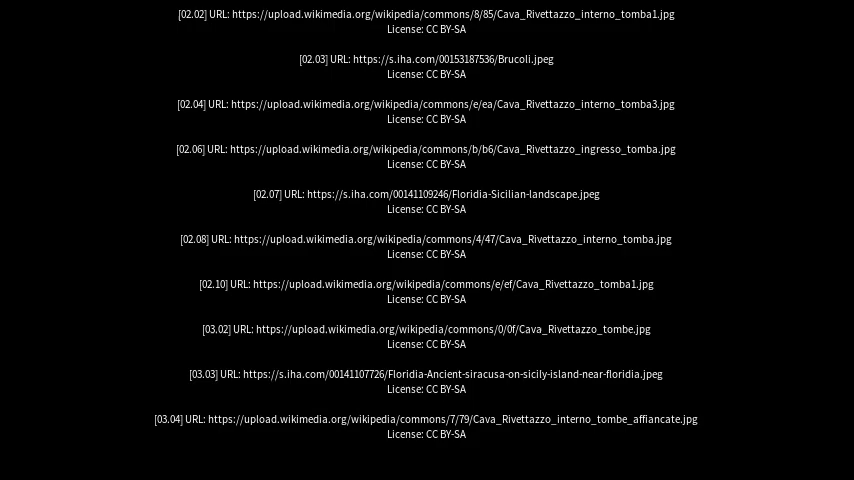 [02.02] URL: https://upload.wikimedia.org/wikipedia/commons/8/85/Cava_Rivettazzo_interno_tomba1.jpg
License: CC BY-SA
[02.03] URL: https://s.iha.com/00153187536/Brucoli.jpeg
License: CC BY-SA
[02.04] URL: https://upload.wikimedia.org/wikipedia/commons/e/ea/Cava_Rivettazzo_interno_tomba3.jpg
License: CC BY-SA
[02.06] URL: https://upload.wikimedia.org/wikipedia/commons/b/b6/Cava_Rivettazzo_ingresso_tomba.jpg
License: CC BY-SA
[02.07] URL: https://s.iha.com/00141109246/Floridia-Sicilian-landscape.jpeg
License: CC BY-SA
[02.08] URL: https://upload.wikimedia.org/wikipedia/commons/4/47/Cava_Rivettazzo_interno_tomba.jpg
License: CC BY-SA
[02.10] URL: https://upload.wikimedia.org/wikipedia/commons/e/ef/Cava_Rivettazzo_tomba1.jpg
License: CC BY-SA
[03.02] URL: https://upload.wikimedia.org/wikipedia/commons/0/0f/Cava_Rivettazzo_tombe.jpg
License: CC BY-SA
[03.03] URL: https://s.iha.com/00141107726/Floridia-Ancient-siracusa-on-sicily-island-near-floridia.jpeg
License: CC BY-SA
[03.04] URL: https://upload.wikimedia.org/wikipedia/commons/7/79/Cava_Rivettazzo_interno_tombe_affiancate.jpg
License: CC BY-SA